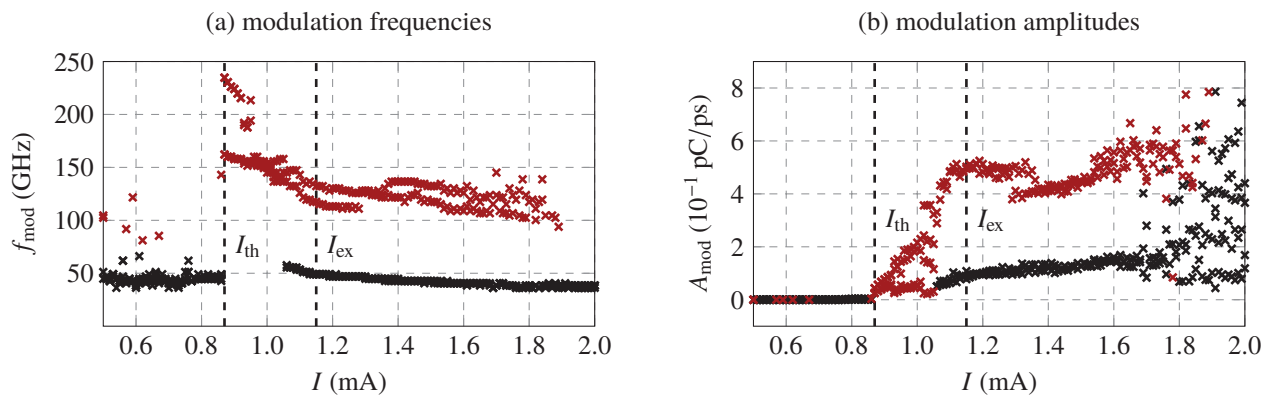 (a) modulation frequencies
250
200
150
100
50
f_mod (GHz)
I_th
I_ex
0.6 0.8 1.0 1.2 1.4 1.6 1.8 2.0
I (mA)
(b) modulation amplitudes
8
6
4
2
0
A_mod (10⁻¹ pC/ps)
I_th
I_ex
0.6 0.8 1.0 1.2 1.4 1.6 1.8 2.0
I (mA)